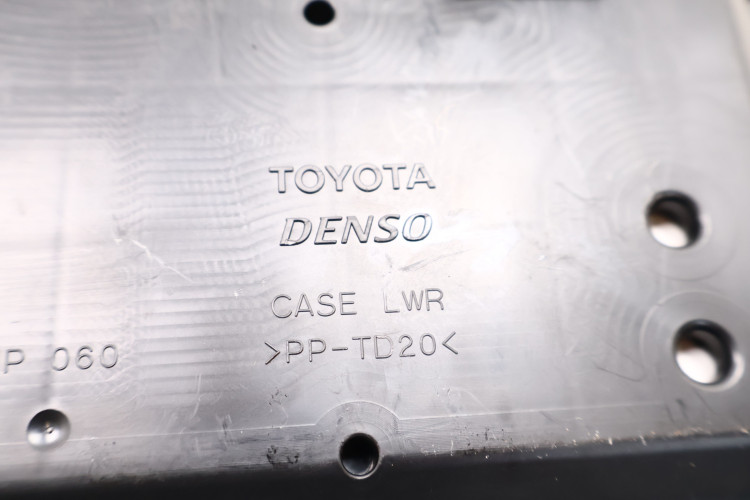 TOYOTA
DENSO
CASE LWR
>PP-TD20<
P 060